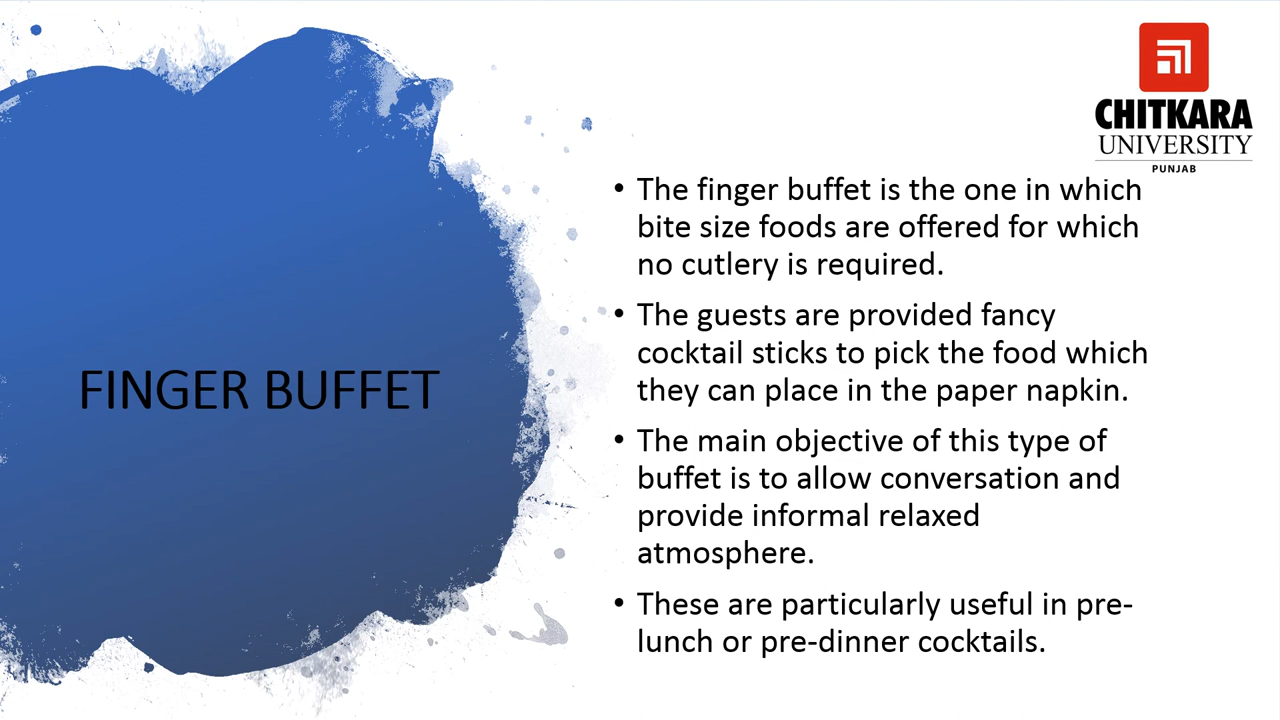 CHITKARA
UNIVERSITY
PUNJAB
FINGER BUFFET
• The finger buffet is the one in which
bite size foods are offered for which
no cutlery is required.
• The guests are provided fancy
cocktail sticks to pick the food which
they can place in the paper napkin.
• The main objective of this type of
buffet is to allow conversation and
provide informal relaxed
atmosphere.
• These are particularly useful in pre-
lunch or pre-dinner cocktails.